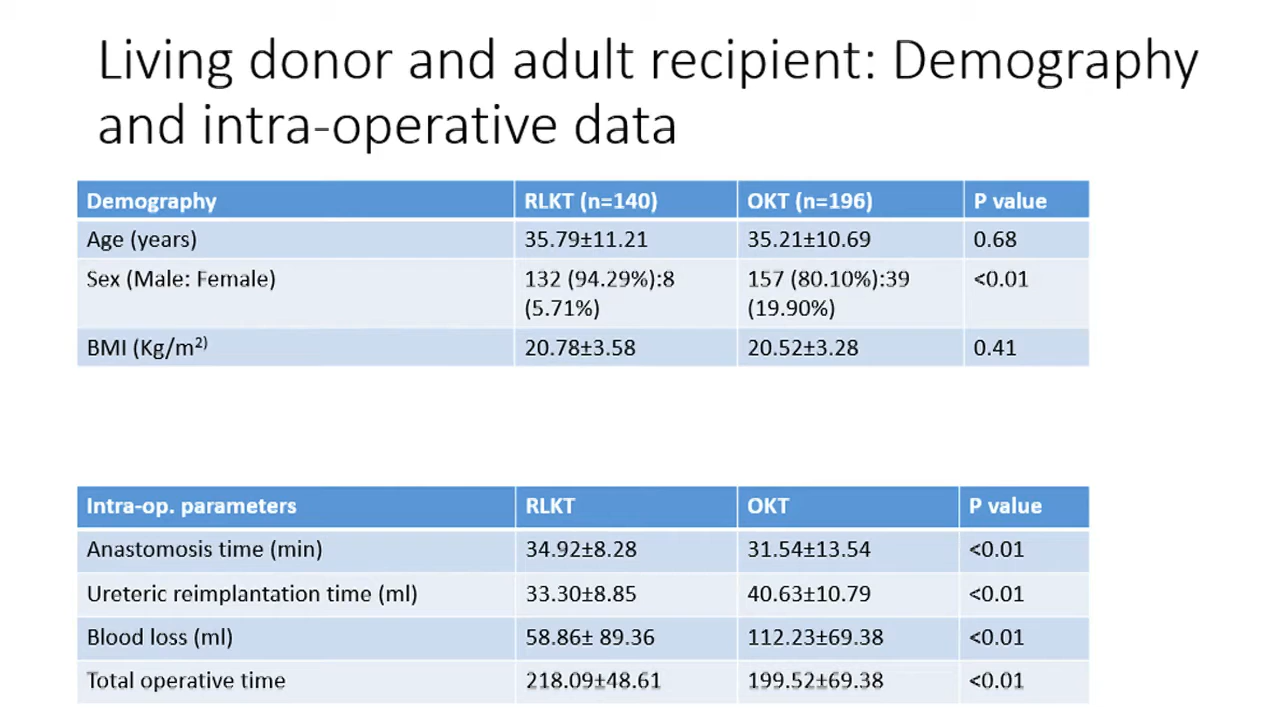 Living donor and adult recipient: Demography
and intra-operative data
Demography RLKT (n=140) OKT (n=196) P value
Age (years) 35.79±11.21 35.21±10.69 0.68
Sex (Male: Female) 132 (94.29%):8 157 (80.10%):39 <0.01
(5.71%) (19.90%)
BMI (Kg/m²⁾ 20.78±3.58 20.52±3.28 0.41
Intra-op. parameters RLKT OKT P value
Anastomosis time (min) 34.92±8.28 31.54±13.54 <0.01
Ureteric reimplantation time (ml) 33.30±8.85 40.63±10.79 <0.01
Blood loss (ml) 58.86± 89.36 112.23±69.38 <0.01
Total operative time 218.09±48.61 199.52±69.38 <0.01